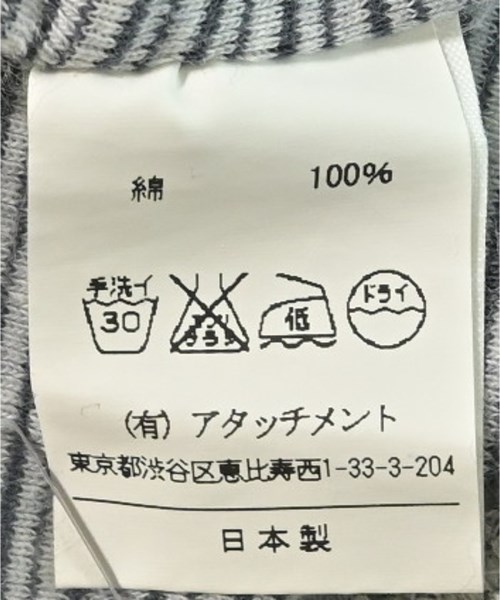 綿 100%
手洗イ
30
エンソ
サラシ
低
ドライ
(有) アタッチメント
東京都渋谷区恵比寿西1-33-3-204
日本製